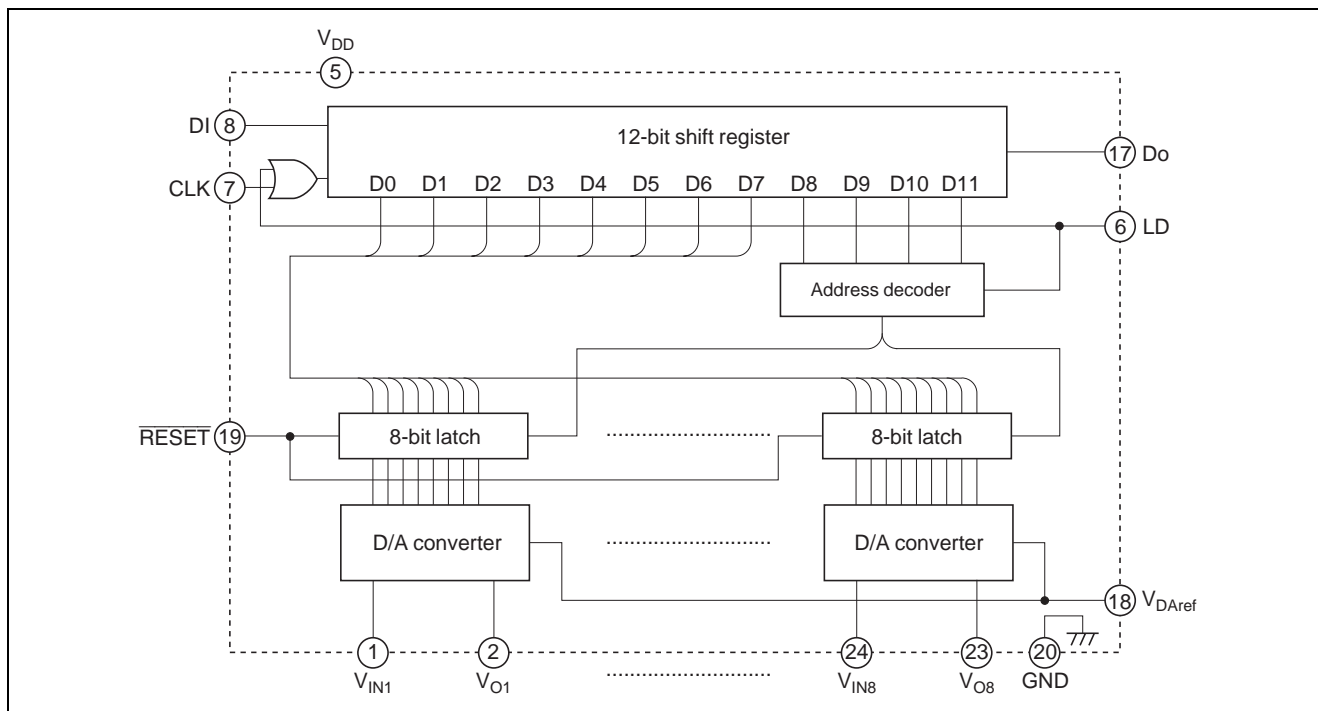 VDD
5
DI 8
12-bit shift register
17 Do
CLK 7
D0 D1 D2 D3 D4 D5 D6 D7 D8 D9 D10 D11
6 LD
Address decoder
RESET 19
8-bit latch
8-bit latch
D/A converter
D/A converter
18 VDAref
1 2 24 23 20
VIN1 VO1 VIN8 VO8 GND